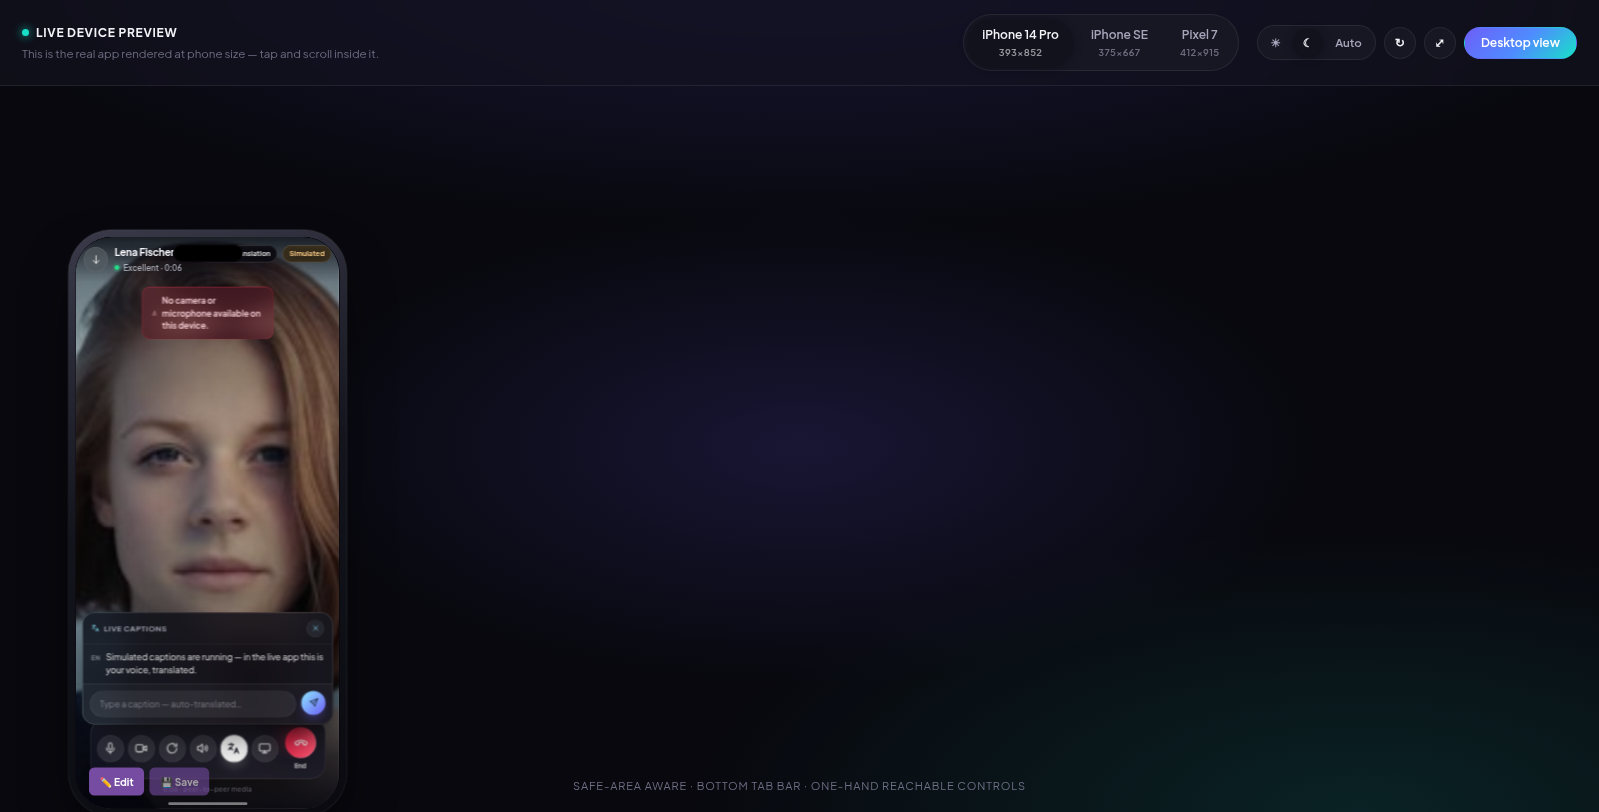 LIVE DEVICE PREVIEW
This is the real app rendered at phone size — tap and scroll inside it.
iPhone 14 Pro
393×852
iPhone SE
375×667
Pixel 7
412×915
Auto
Desktop view
Lena Fischer
nslation
Simulated
Excellent · 0:06
No camera or
microphone available on
this device.
LIVE CAPTIONS
EN Simulated captions are running — in the live app this is
your voice, translated.
Type a caption — auto-translated…
End
Edit
Save
-to-peer media
SAFE-AREA AWARE · BOTTOM TAB BAR · ONE-HAND REACHABLE CONTROLS